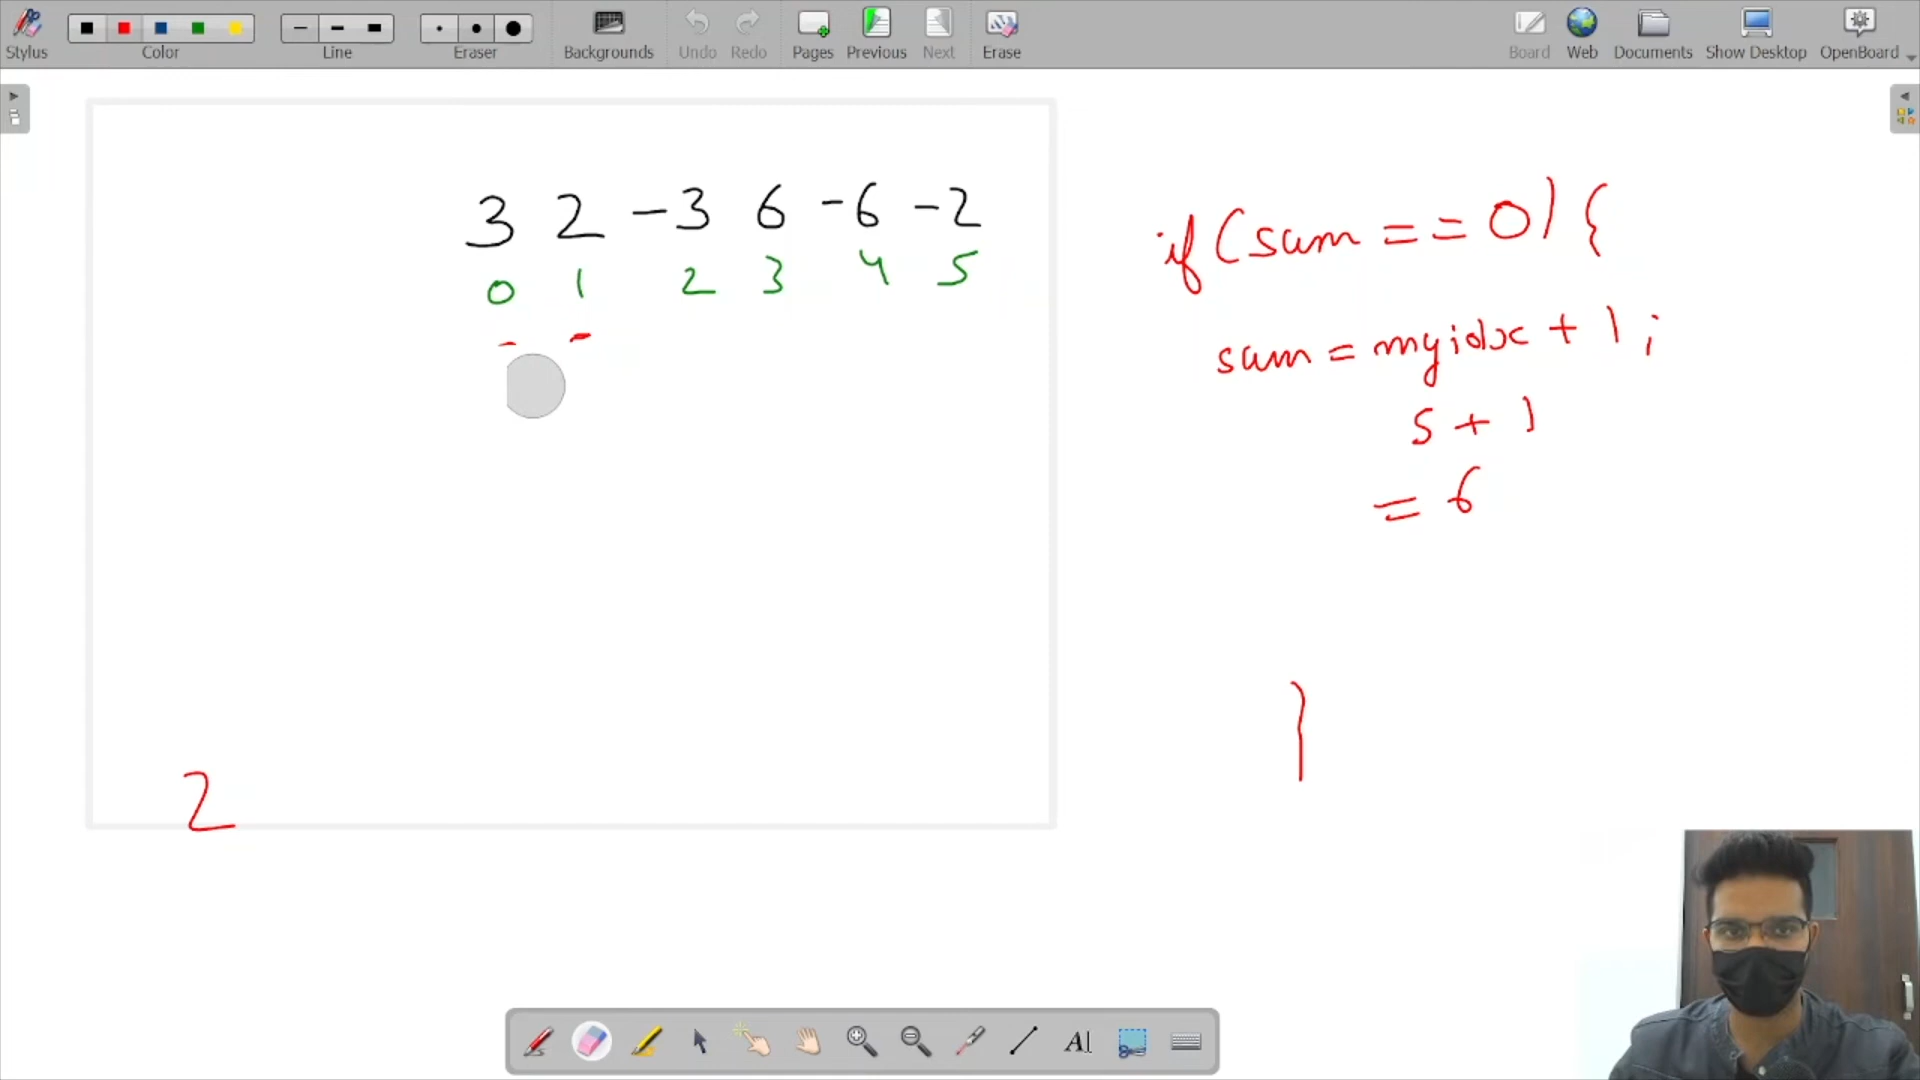 Stylus Color Line Eraser Backgrounds Undo Redo Pages Previous Next Erase Board Web Documents Show Desktop OpenBoard
3 2 -3 6 -6 -2
0 1 2 3 4 5
- -
2
if (sum == 0) {
sum = myidx + 1;
5 + 1
= 6
}
AI